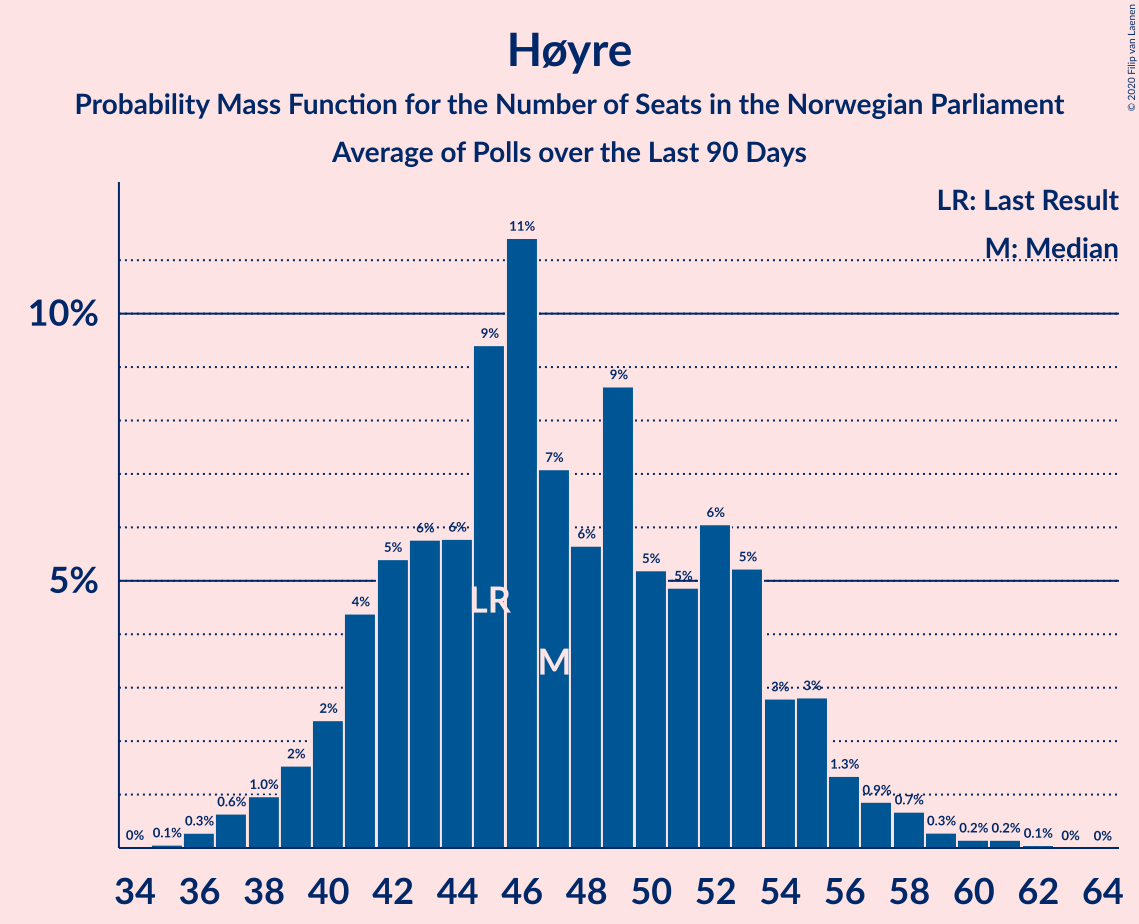 Høyre
Probability Mass Function for the Number of Seats in the Norwegian Parliament
Average of Polls over the Last 90 Days
© 2020 Filip van Laenen
LR: Last Result
M: Median
10%
5%
0% 0.1% 0.3% 0.6% 1.0% 2% 2% 4% 5% 6% 6% 9% 11% 7% 6% 9% 5% 5% 6% 5% 3% 3% 1.3% 0.9% 0.7% 0.3% 0.2% 0.2% 0.1% 0% 0%
LR
M
34 36 38 40 42 44 46 48 50 52 54 56 58 60 62 64